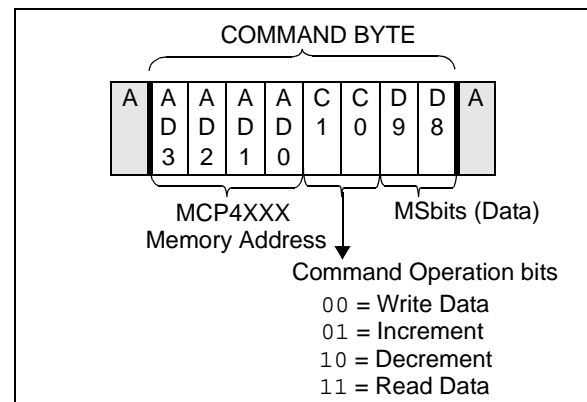 COMMAND BYTE
A A A A A C C D D A
D D D D 1 0 9 8
3 2 1 0
MCP4XXX MSbits (Data)
Memory Address
Command Operation bits
00 = Write Data
01 = Increment
10 = Decrement
11 = Read Data